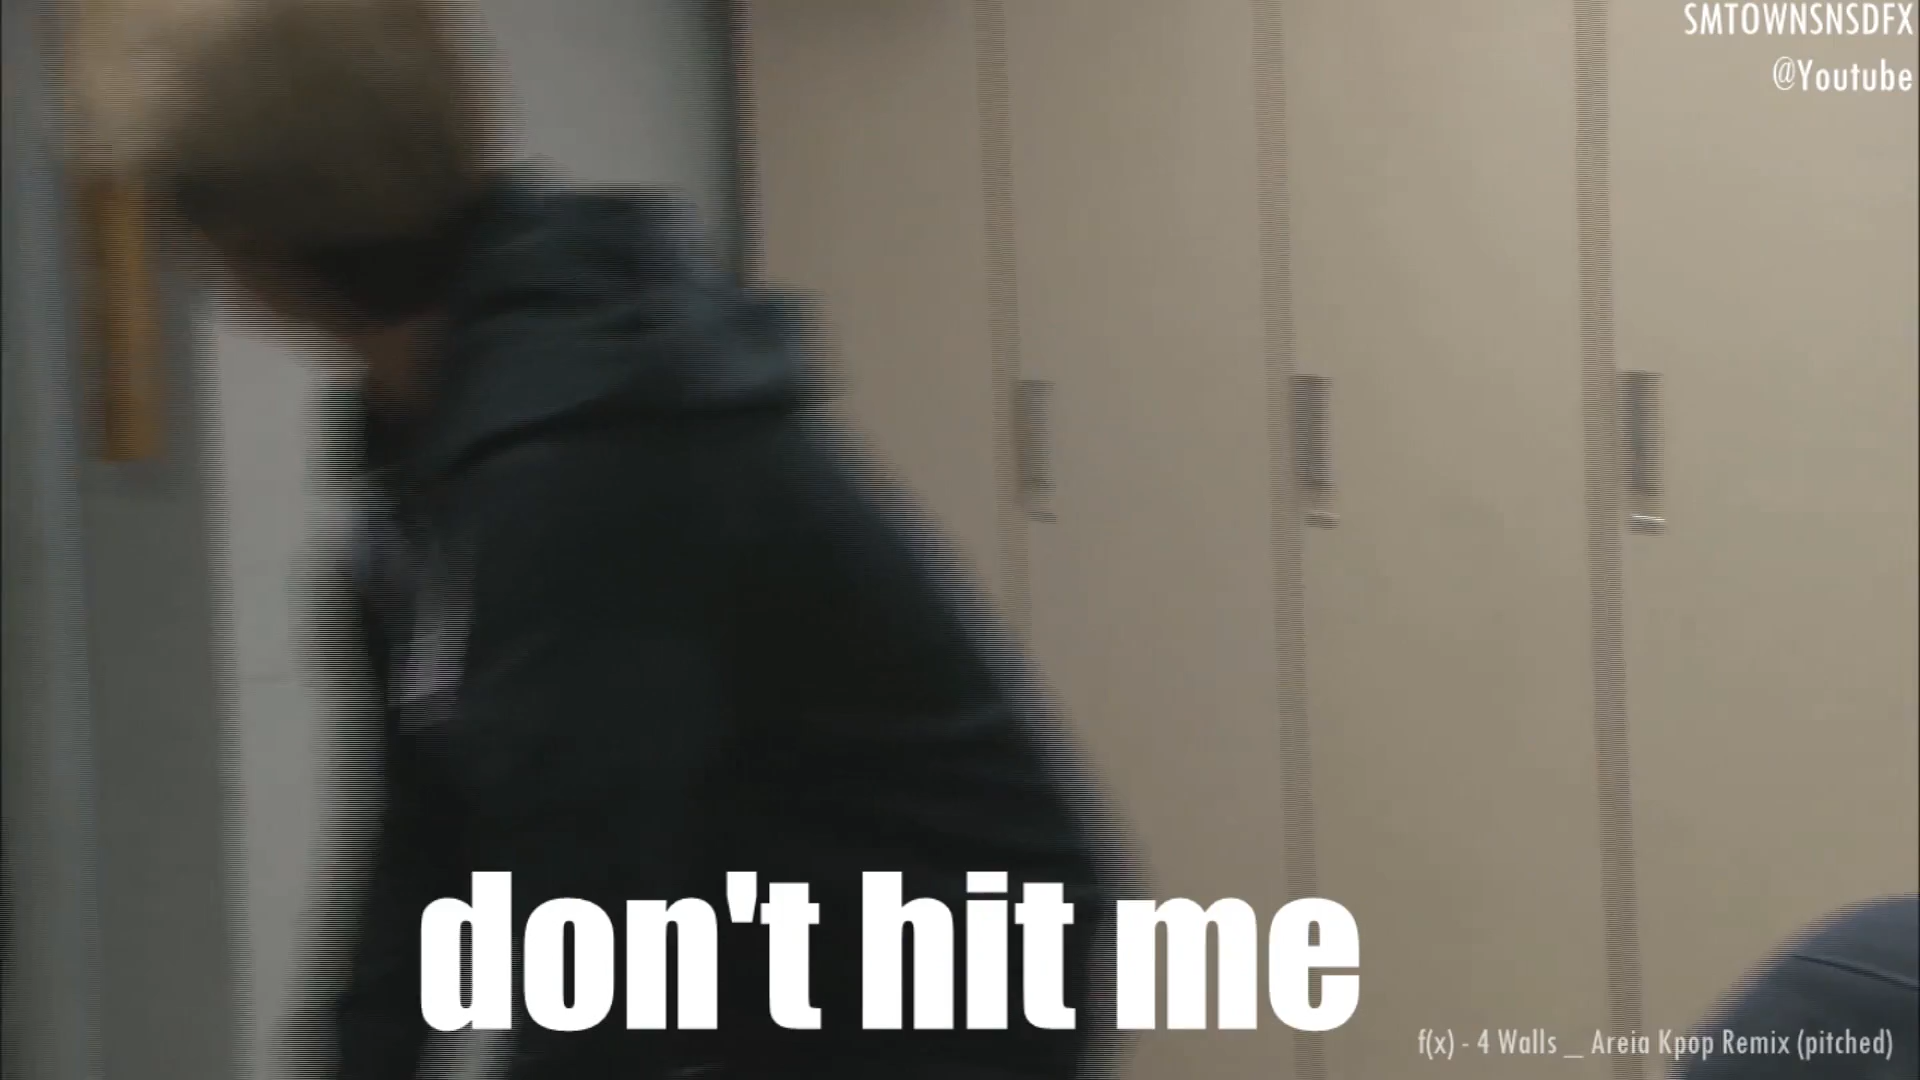 SMTOWNSNSDFX
@Youtube
don't hit me
f(x) - 4 Walls _ Areia Kpop Remix (pitched)